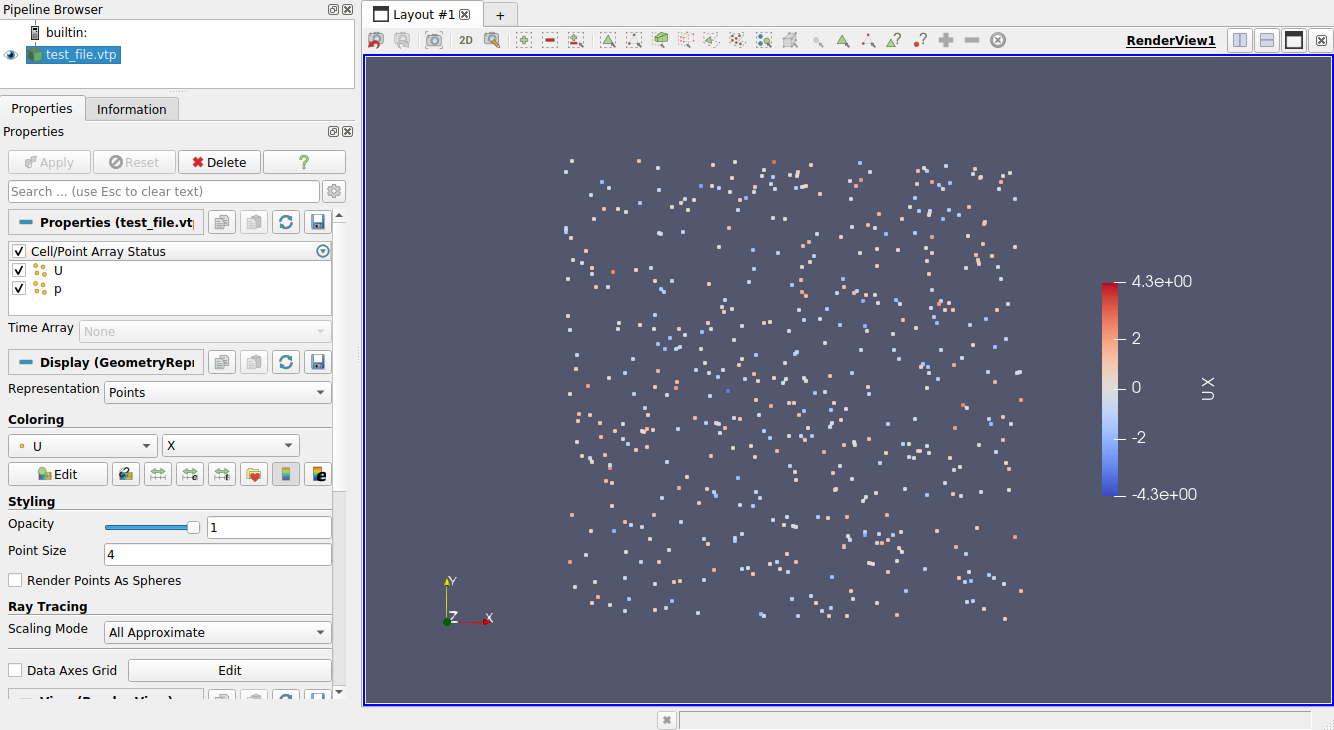 Pipeline Browser
builtin:
test_file.vtp
Properties
Information
Properties
Apply
Reset
Delete
?
Search ... (use Esc to clear text)
Properties (test_file.vt
Cell/Point Array Status
U
p
Time Array
None
Display (GeometryRep
Representation
Points
Coloring
U
X
Edit
Styling
Opacity
1
Point Size
4
Render Points As Spheres
Ray Tracing
Scaling Mode
All Approximate
Data Axes Grid
Edit
Layout #1
+
2D
RenderView1
4.3e+00
2
0
-2
-4.3e+00
U X
Y
Z
X